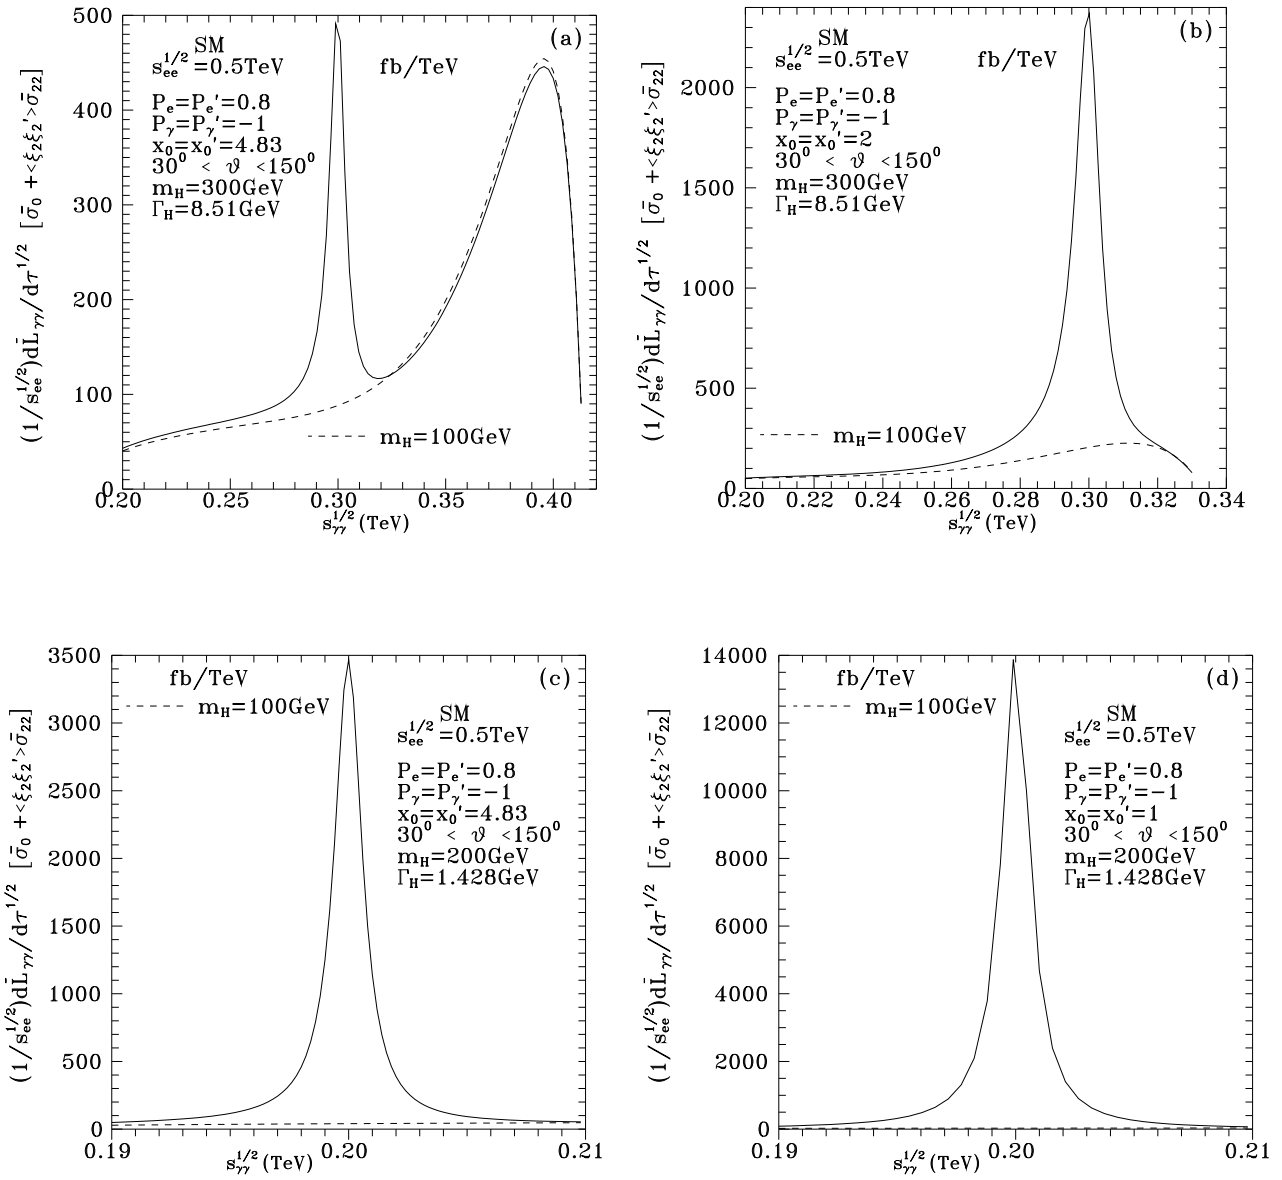 (a)
SM
s_ee^1/2=0.5TeV
fb/TeV
P_e=P_e'=0.8
P_γ=P_γ'=−1
x_0=x_0'=4.83
30^0 < ϑ <150^0
m_H=300GeV
Γ_H=8.51GeV
m_H=100GeV
500
400
300
200
100
0
0.20 0.25 0.30 0.35 0.40
s_γγ^1/2(TeV)
(1/s_ee^1/2)dL̄_γγ/dτ^1/2 [σ̄_0 +<ξ_2ξ_2'>σ̄_22]
(b)
SM
s_ee^1/2=0.5TeV
fb/TeV
P_e=P_e'=0.8
P_γ=P_γ'=−1
x_0=x_0'=2
30^0 < ϑ <150^0
m_H=300GeV
Γ_H=8.51GeV
m_H=100GeV
2000
1500
1000
500
0
0.20 0.22 0.24 0.26 0.28 0.30 0.32 0.34
s_γγ^1/2(TeV)
(1/s_ee^1/2)dL̄_γγ/dτ^1/2 [σ̄_0 +<ξ_2ξ_2'>σ̄_22]
(c)
fb/TeV
m_H=100GeV
SM
s_ee^1/2=0.5TeV
P_e=P_e'=0.8
P_γ=P_γ'=−1
x_0=x_0'=4.83
30^0 < ϑ <150^0
m_H=200GeV
Γ_H=1.428GeV
3500
3000
2500
2000
1500
1000
500
0
0.19 0.20 0.21
s_γγ^1/2(TeV)
(1/s_ee^1/2)dL̄_γγ/dτ^1/2 [σ̄_0 +<ξ_2ξ_2'>σ̄_22]
(d)
fb/TeV
m_H=100GeV
SM
s_ee^1/2=0.5TeV
P_e=P_e'=0.8
P_γ=P_γ'=−1
x_0=x_0'=1
30^0 < ϑ <150^0
m_H=200GeV
Γ_H=1.428GeV
14000
12000
10000
8000
6000
4000
2000
0
0.19 0.20 0.21
s_γγ^1/2(TeV)
(1/s_ee^1/2)dL̄_γγ/dτ^1/2 [σ̄_0 +<ξ_2ξ_2'>σ̄_22]